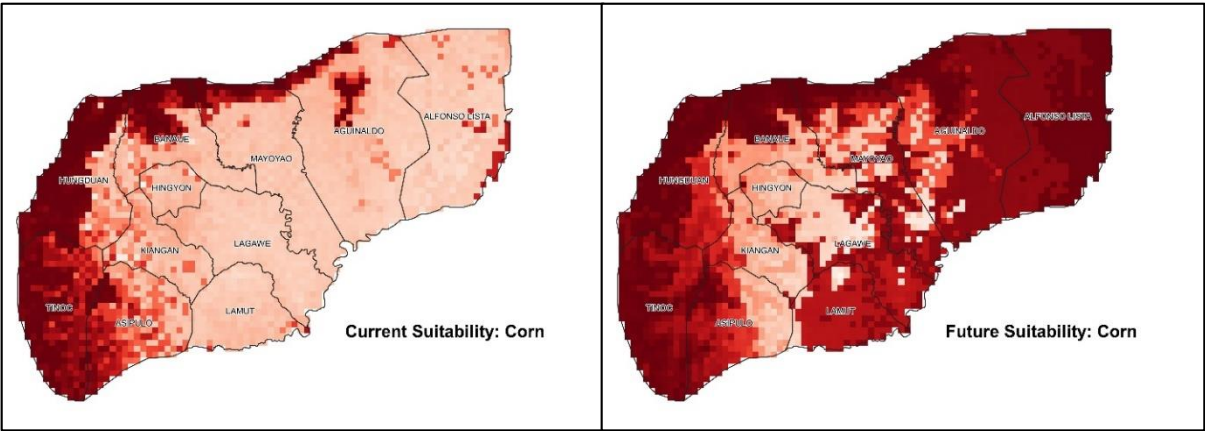 BANAUE
MAYOYAO
AGUINALDO
ALFONSO LISTA
HUNGDUAN
HINGYON
KIANGAN
LAGAWE
TINOC
ASIPULO
LAMUT
Current Suitability: Corn
BANAUE
MAYOYAO
AGUINALDO
ALFONSO LISTA
HUNGDUAN
HINGYON
KIANGAN
LAGAWE
TINOC
ASIPULO
LAMUT
Future Suitability: Corn